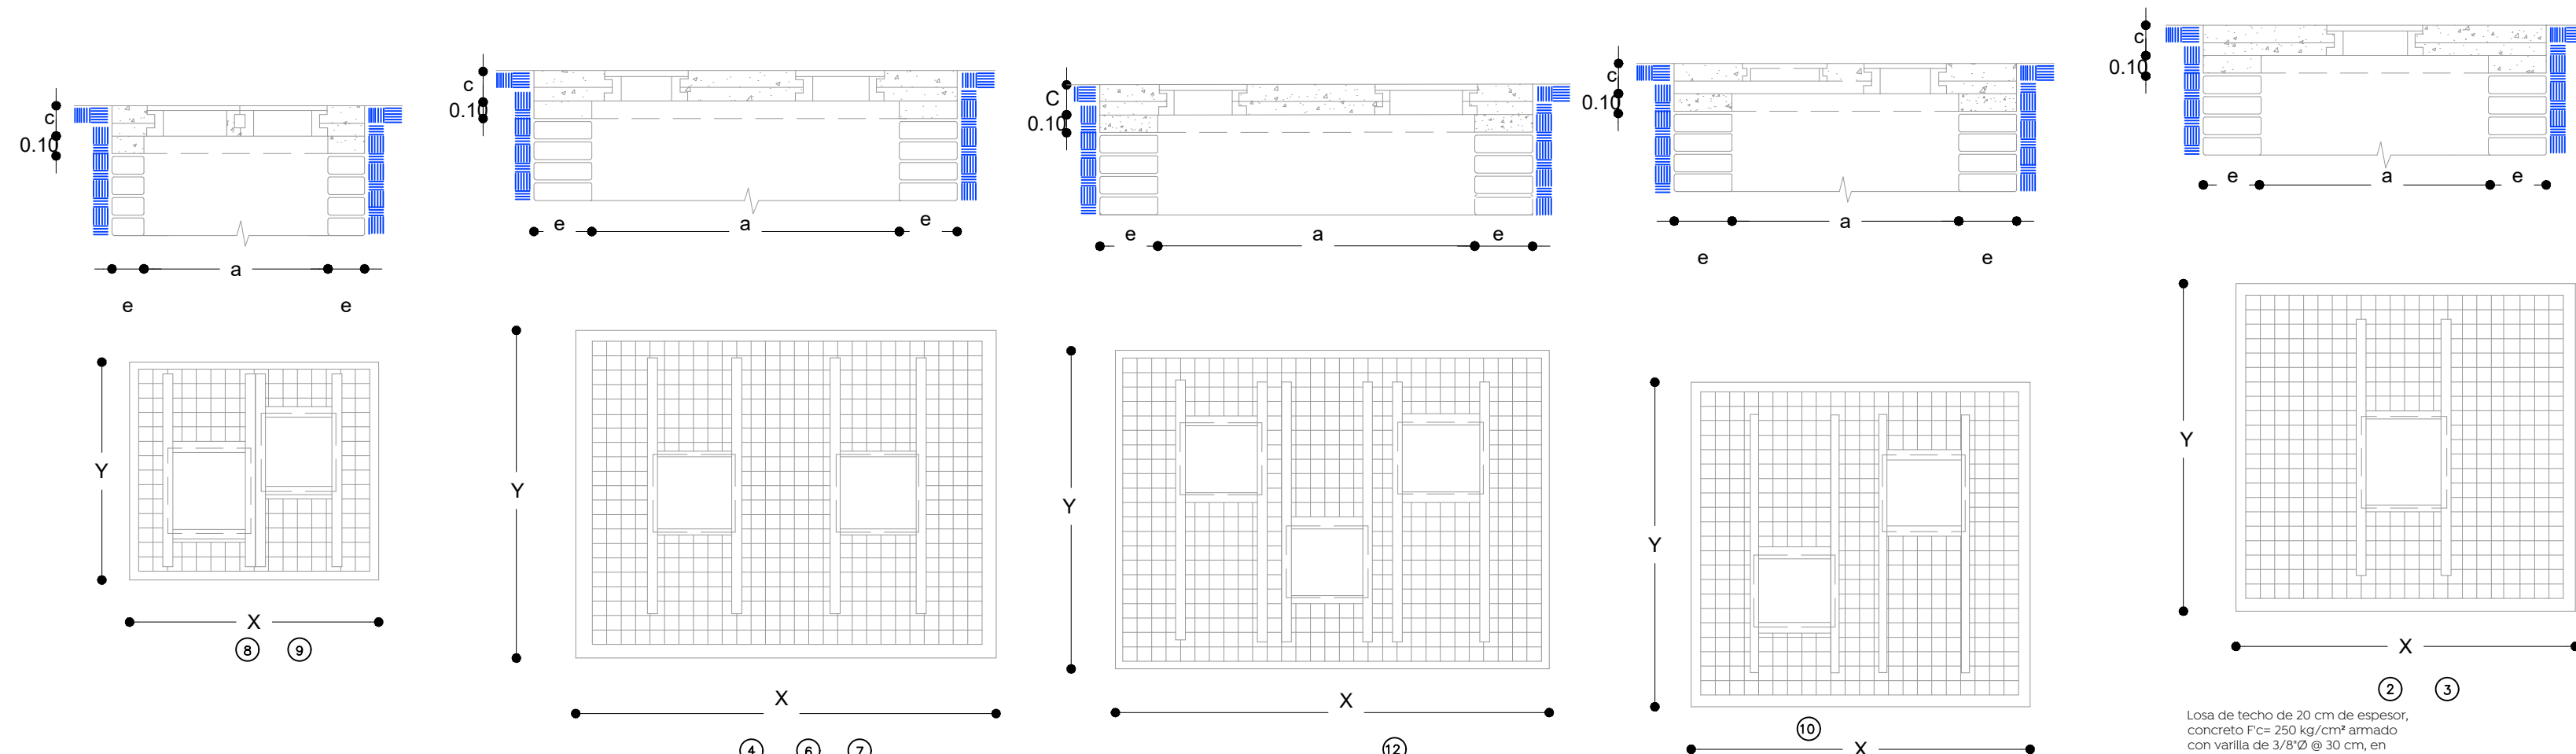 c
0.10
a
e e
Y
X
8 9
c
0.10
e a e
Y
X
4 6 7
C
0.10
e a e
Y
X
12
c
0.10
a
e e
Y
10
X
c
0.10
e a e
Y
X
2 3
Losa de techo de 20 cm de espesor,
concreto F'c= 250 kg/cm² armado
con varilla de 3/8"Ø @ 30 cm, en